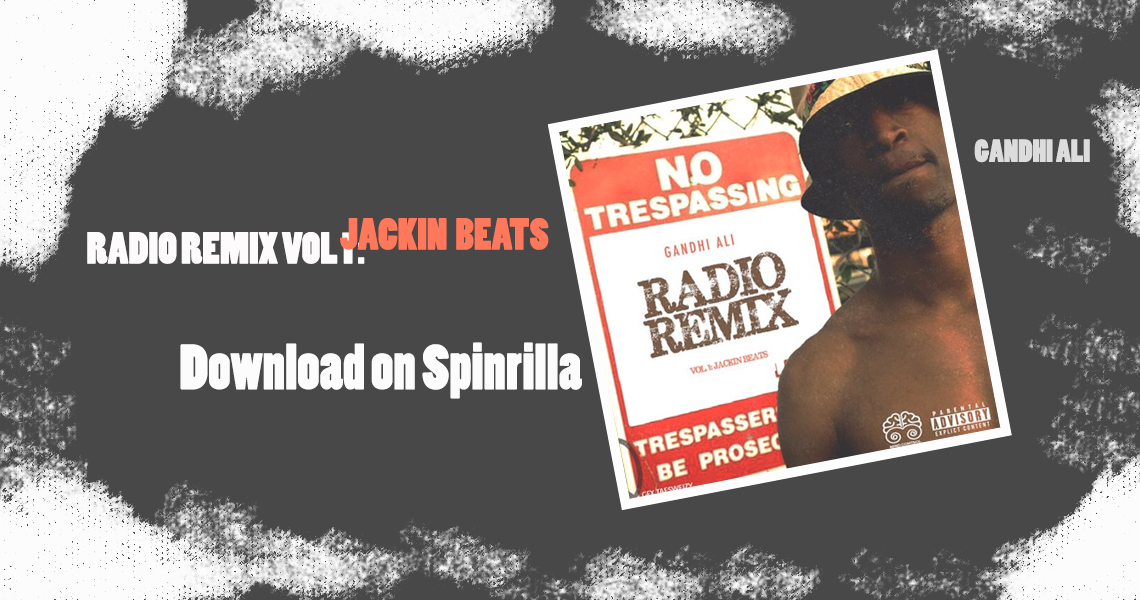 RADIO REMIX VOL 1:
JACKIN BEATS
Download on Spinrilla
GANDHI ALI
NO
TRESPASSING
GANDHI ALI
RADIO
REMIX
VOL. 1: JACKIN BEATS
TRESPASSERS
BE PROSEC
PARENTAL
ADVISORY
EXPLICIT CONTENT